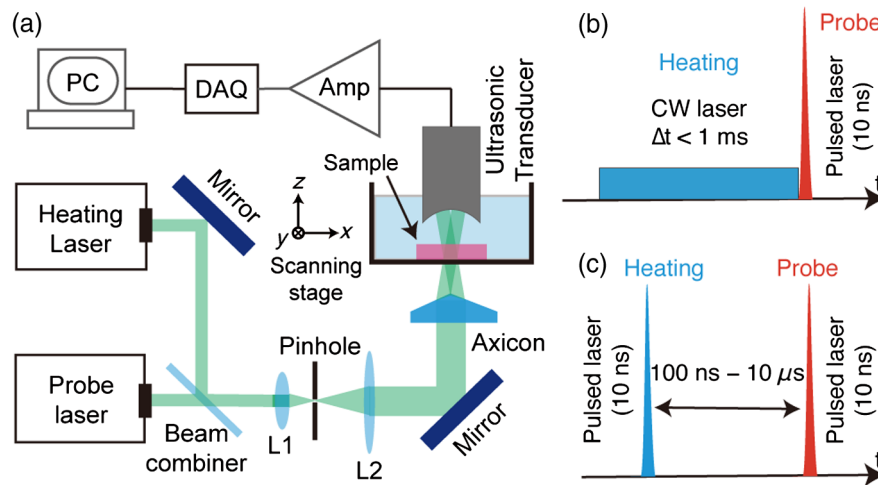 (a)
PC
DAQ
Amp
Ultrasonic
Transducer
Sample
Mirror
Heating
Laser
z
y
x
Scanning
stage
Pinhole
Axicon
Probe
laser
Beam
combiner
L1
L2
Mirror
(b)
Probe
Heating
CW laser
Δt < 1 ms
Pulsed laser
(10 ns)
t
(c)
Heating
Probe
Pulsed laser
(10 ns)
100 ns – 10 μs
Pulsed laser
(10 ns)
t